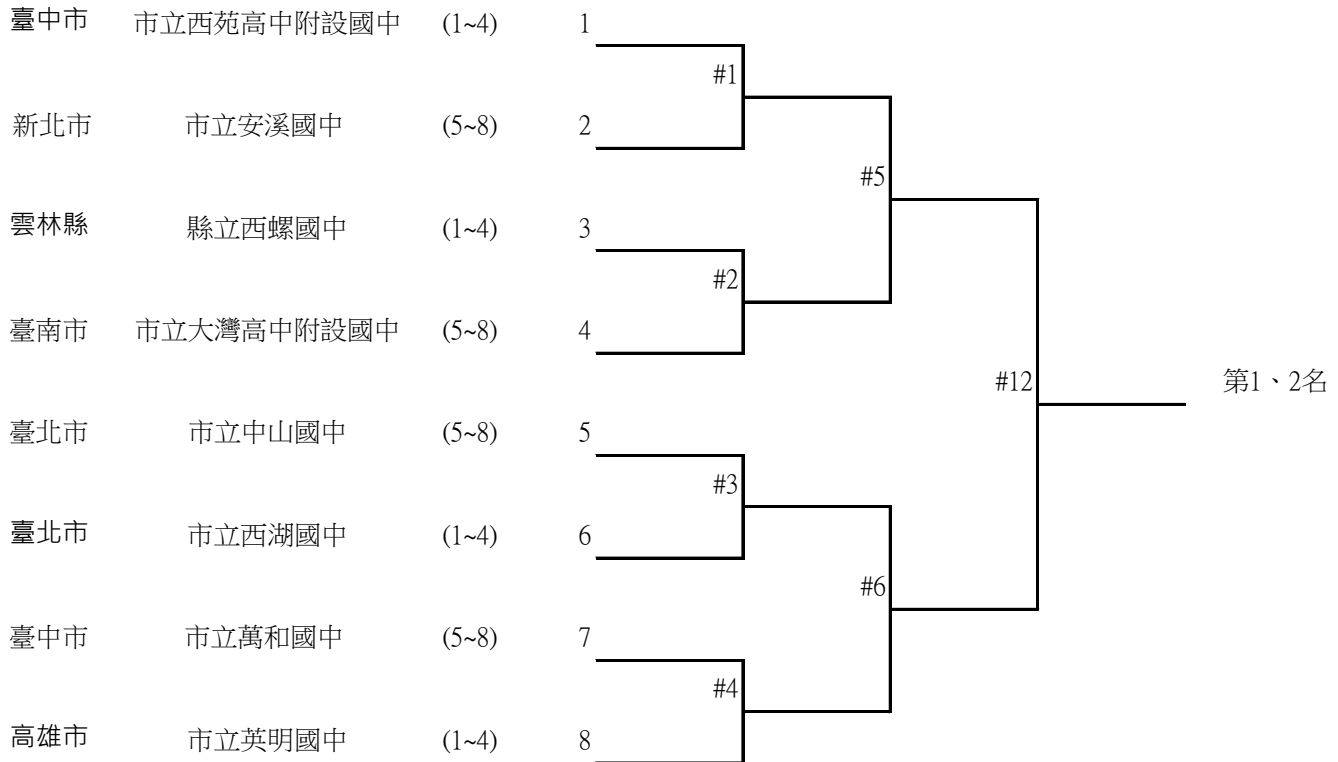 臺中市 市立西苑高中附設國中 (1~4) 1
#1
新北市 市立安溪國中 (5~8) 2
#5
雲林縣 縣立西螺國中 (1~4) 3
#2
臺南市 市立大灣高中附設國中 (5~8) 4
#12 第1、2名
臺北市 市立中山國中 (5~8) 5
#3
臺北市 市立西湖國中 (1~4) 6
#6
臺中市 市立萬和國中 (5~8) 7
#4
高雄市 市立英明國中 (1~4) 8